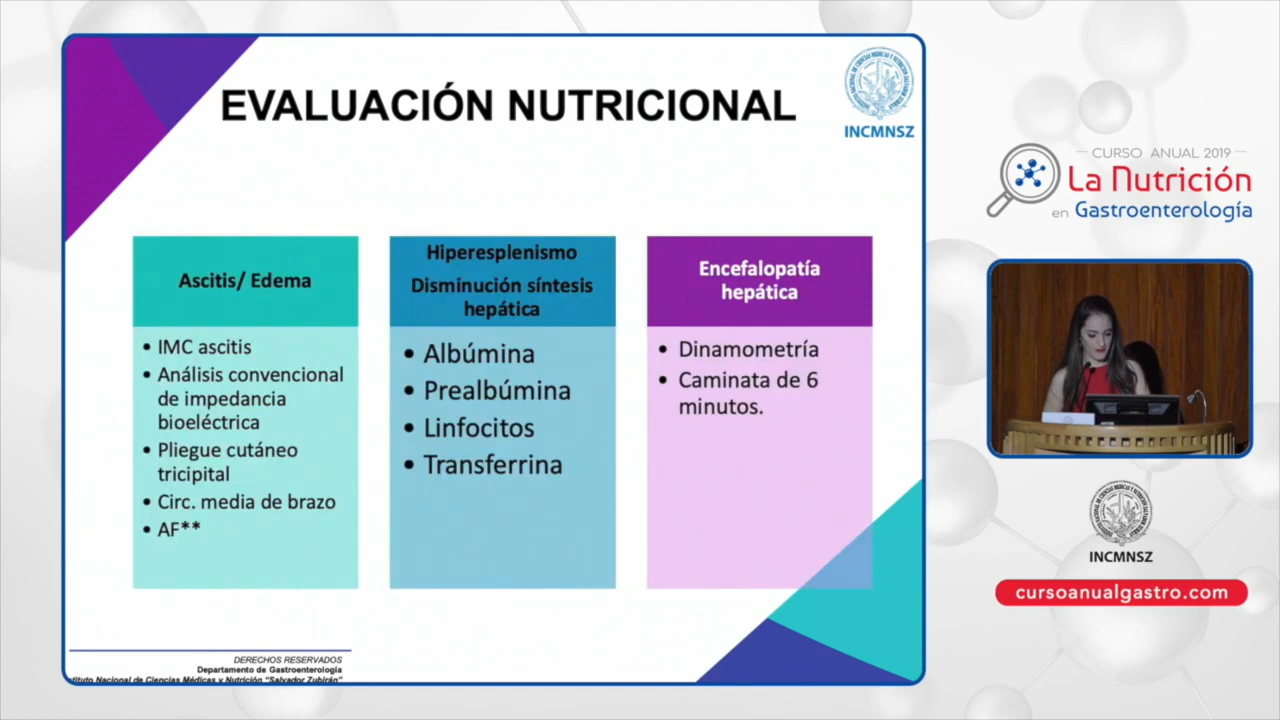 EVALUACIÓN NUTRICIONAL
INCMNSZ
Ascitis/ Edema
• IMC ascitis
• Análisis convencional
de impedancia
bioeléctrica
• Pliegue cutáneo
tricipital
• Circ. media de brazo
• AF**
Hiperesplenismo
Disminución síntesis
hepática
• Albúmina
• Prealbúmina
• Linfocitos
• Transferrina
Encefalopatía
hepática
• Dinamometría
• Caminata de 6
minutos.
DERECHOS RESERVADOS
Departamento de Gastroenterología
Nacional de Ciencias Médicas y Nutrición "Salvador Zubirán"
CURSO ANUAL 2019
La Nutrición
en Gastroenterología
INCMNSZ
cursoanualgastro.com